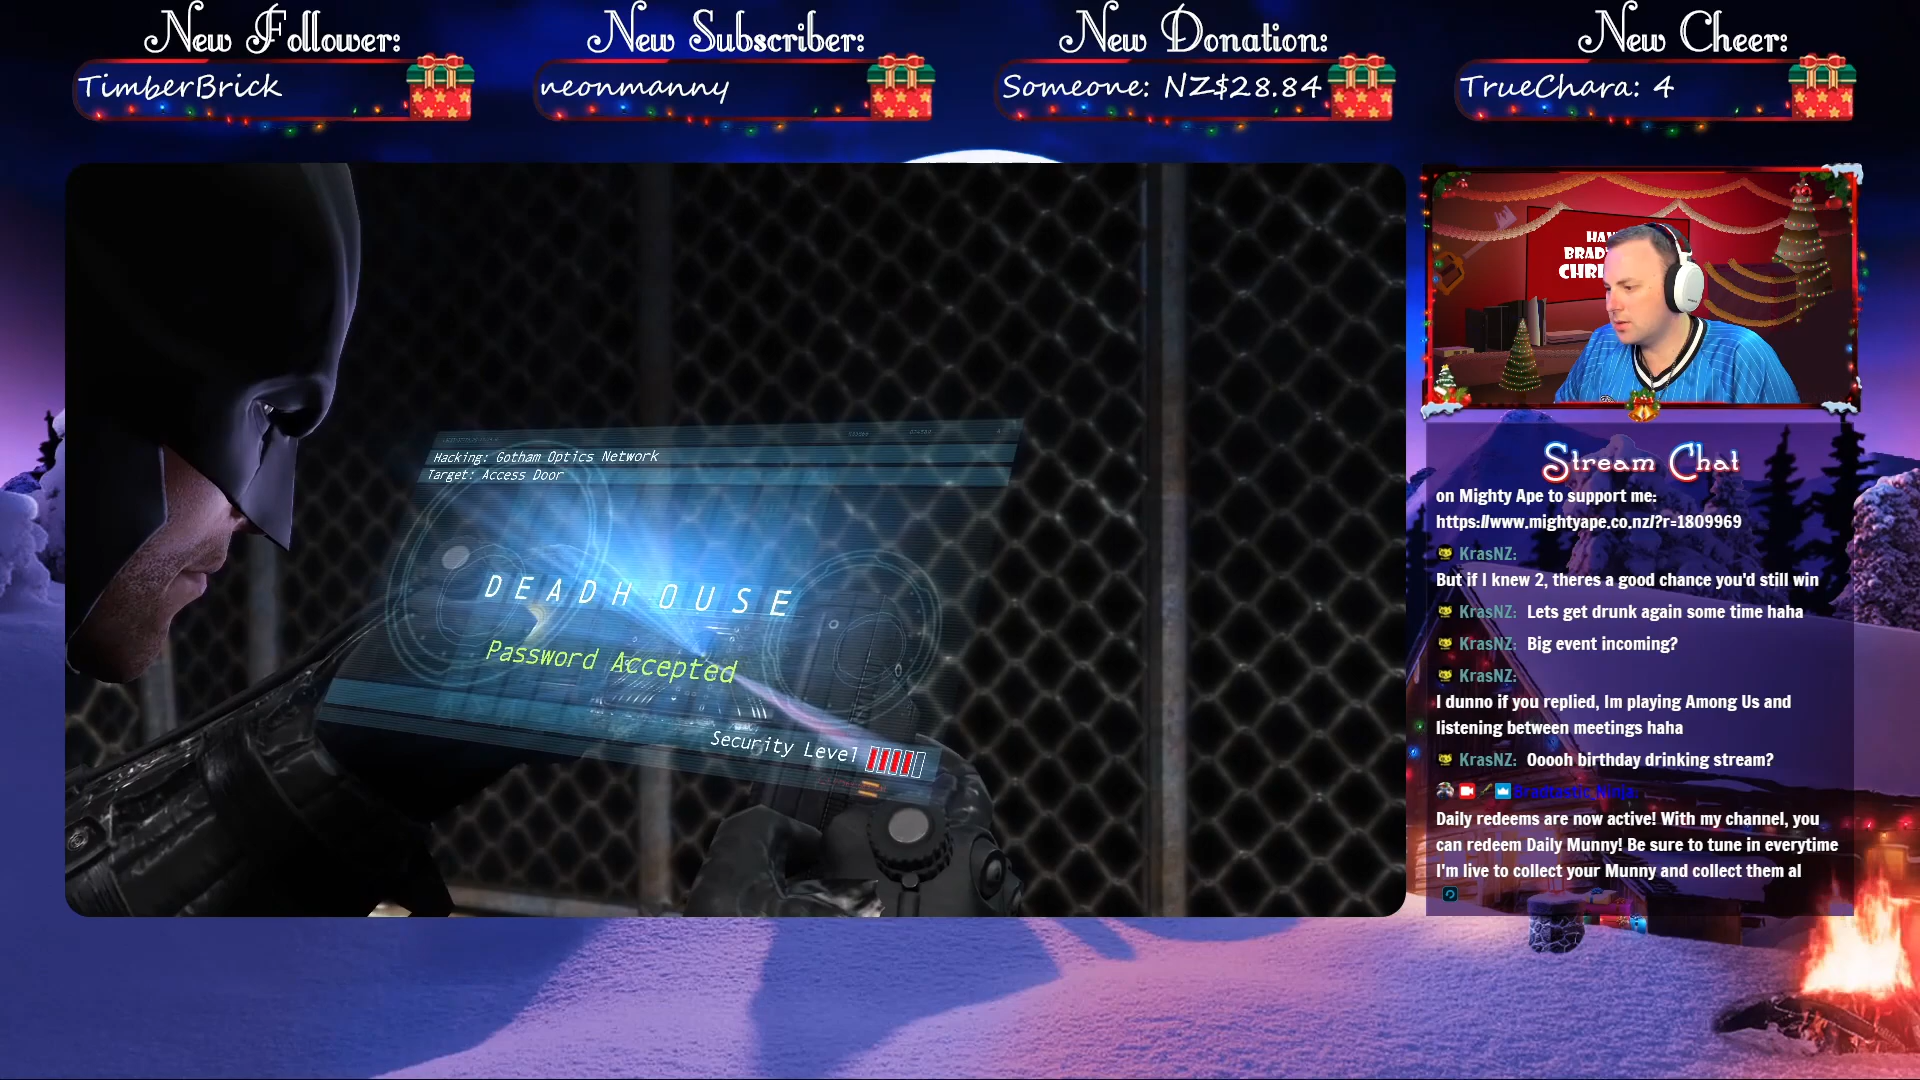 New Follower:
TimberBrick
New Subscriber:
neonmanny
New Donation:
Someone: NZ$28.84
New Cheer:
TrueChara: 4
Hacking: Gotham Optics Network
Target: Access Door
DEADHOUSE
Password Accepted
Security Level
HAV
BRAD
CHRI
Stream Chat
on Mighty Ape to support me:
https://www.mightyape.co.nz/?r=1809969
KrasNZ:
But if I knew 2, theres a good chance you'd still win
KrasNZ: Lets get drunk again some time haha
KrasNZ: Big event incoming?
KrasNZ:
I dunno if you replied, Im playing Among Us and
listening between meetings haha
KrasNZ: Ooooh birthday drinking stream?
Bradtastic_Ninja:
Daily redeems are now active! With my channel, you
can redeem Daily Munny! Be sure to tune in everytime
I'm live to collect your Munny and collect them al